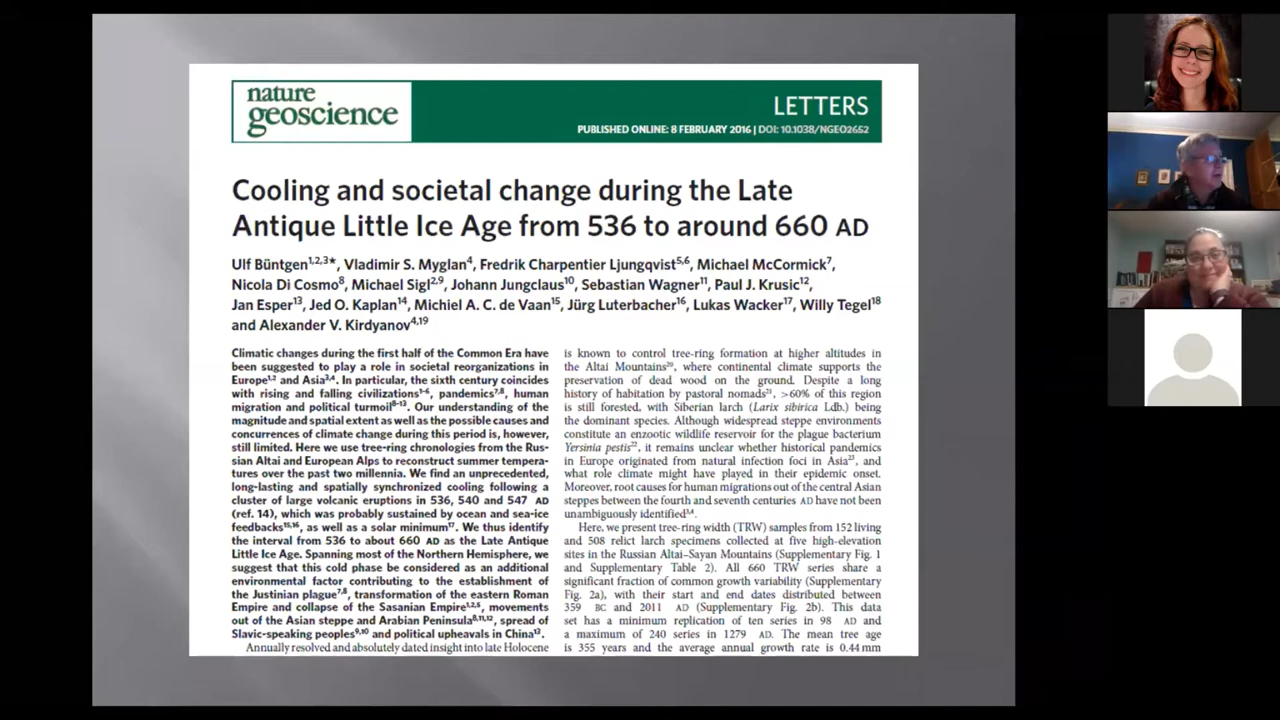 nature
geoscience
LETTERS
PUBLISHED ONLINE: 8 FEBRUARY 2016 | DOI: 10.1038/NGEO2652
Cooling and societal change during the Late
Antique Little Ice Age from 536 to around 660 AD
Ulf Büntgen1,2,3*, Vladimir S. Myglan4, Fredrik Charpentier Ljungqvist5,6, Michael McCormick7,
Nicola Di Cosmo8, Michael Sigl2,9, Johann Jungclaus10, Sebastian Wagner11, Paul J. Krusic12,
Jan Esper13, Jed O. Kaplan14, Michiel A. C. de Vaan15, Jürg Luterbacher16, Lukas Wacker17, Willy Tegel18
and Alexander V. Kirdyanov4,19
Climatic changes during the first half of the Common Era have
been suggested to play a role in societal reorganizations in
Europe1,2 and Asia3,4. In particular, the sixth century coincides
with rising and falling civilizations1-6, pandemics7,8, human
migration and political turmoil8-13. Our understanding of the
magnitude and spatial extent as well as the possible causes and
concurrences of climate change during this period is, however,
still limited. Here we use tree-ring chronologies from the Rus-
sian Altai and European Alps to reconstruct summer tempera-
tures over the past two millennia. We find an unprecedented,
long-lasting and spatially synchronized cooling following a
cluster of large volcanic eruptions in 536, 540 and 547 AD
(ref. 14), which was probably sustained by ocean and sea-ice
feedbacks15,16, as well as a solar minimum17. We thus identify
the interval from 536 to about 660 AD as the Late Antique
Little Ice Age. Spanning most of the Northern Hemisphere, we
suggest that this cold phase be considered as an additional
environmental factor contributing to the establishment of
the Justinian plague7,8, transformation of the eastern Roman
Empire and collapse of the Sasanian Empire1,2,5, movements
out of the Asian steppe and Arabian Peninsula8,11,12, spread of
Slavic-speaking peoples9,10 and political upheavals in China13.
Annually resolved and absolutely dated insight into late Holocene
is known to control tree-ring formation at higher altitudes in
the Altai Mountains20, where continental climate supports the
preservation of dead wood on the ground. Despite a long
history of habitation by pastoral nomads21, >60% of this region
is still forested, with Siberian larch (Larix sibirica Ldb.) being
the dominant species. Although widespread steppe environments
constitute an enzootic wildlife reservoir for the plague bacterium
Yersinia pestis22, it remains unclear whether historical pandemics
in Europe originated from natural infection foci in Asia23, and
what role climate might have played in their epidemic onset.
Moreover, root causes for human migrations out of the central Asian
steppes between the fourth and seventh centuries AD have not been
unambiguously identified3,4.
Here, we present tree-ring width (TRW) samples from 152 living
and 508 relict larch specimens collected at five high-elevation
sites in the Russian Altai–Sayan Mountains (Supplementary Fig. 1
and Supplementary Table 2). All 660 TRW series share a
significant fraction of common growth variability (Supplementary
Fig. 2a), with their start and end dates distributed between
359 BC and 2011 AD (Supplementary Fig. 2b). This data
set has a minimum replication of ten series in 98 AD and
a maximum of 240 series in 1279 AD. The mean tree age
is 355 years and the average annual growth rate is 0.44 mm